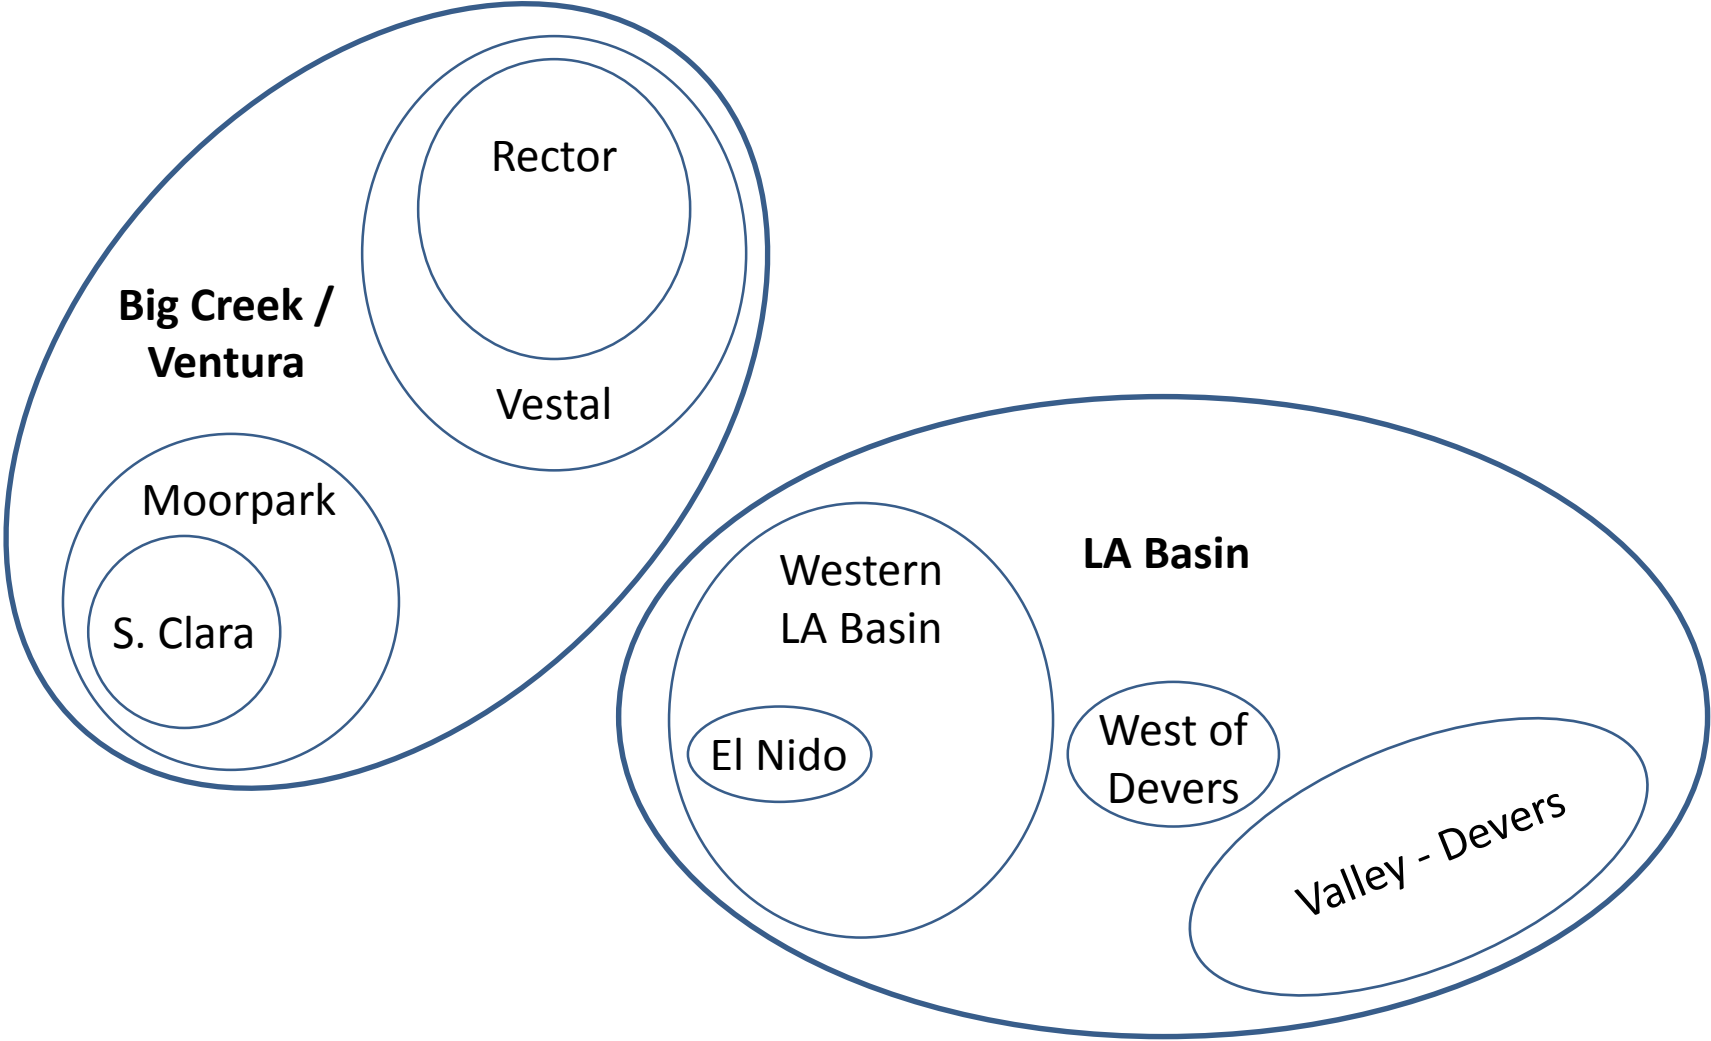 Rector
Big Creek /
Ventura
Vestal
Moorpark
S. Clara
LA Basin
Western
LA Basin
El Nido
West of
Devers
Valley - Devers